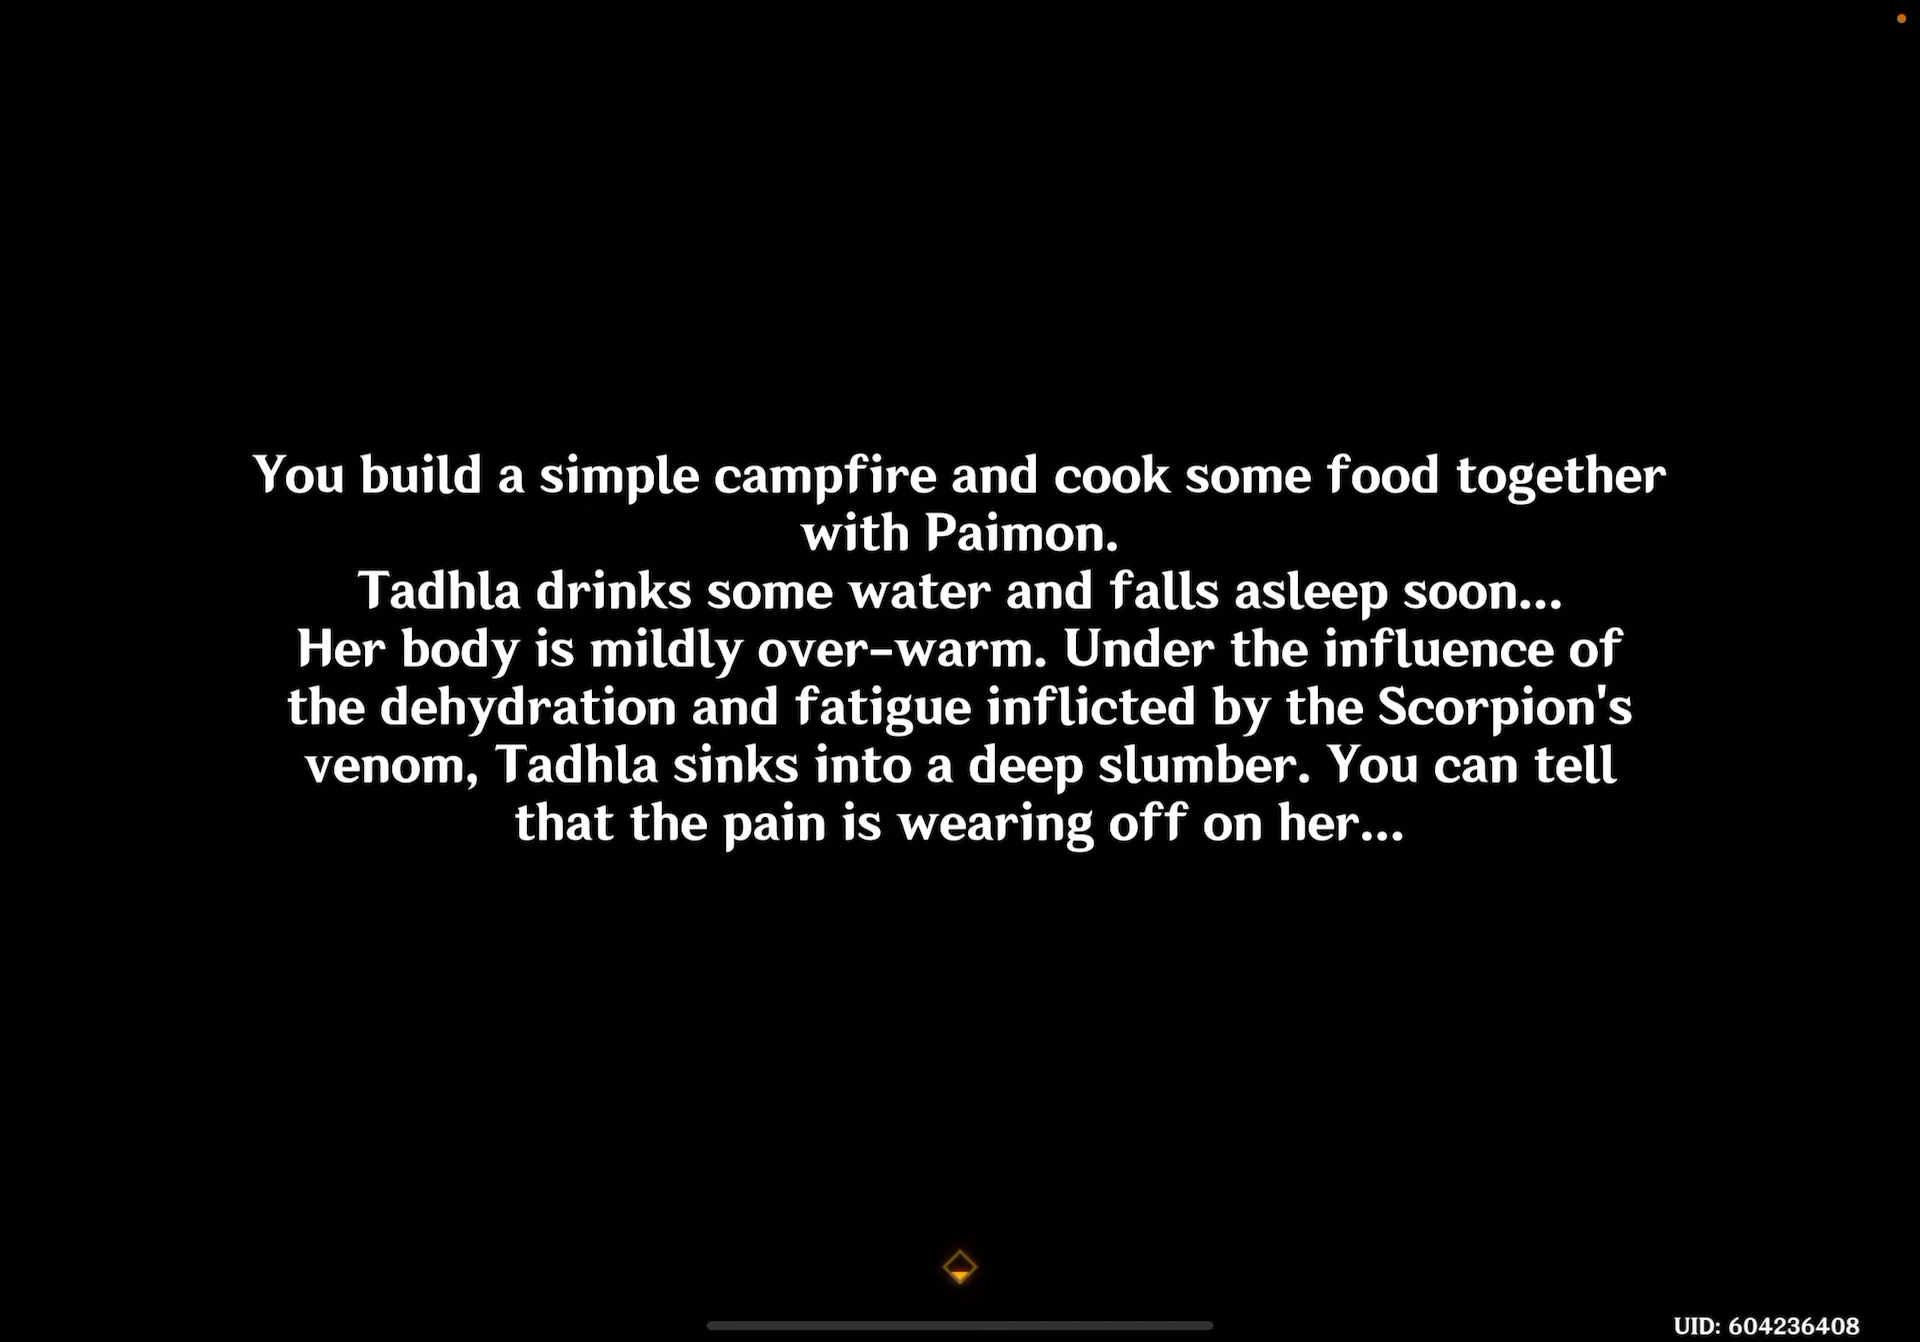 You build a simple campfire and cook some food together
with Paimon.
Tadhla drinks some water and falls asleep soon...
Her body is mildly over-warm. Under the influence of
the dehydration and fatigue inflicted by the Scorpion's
venom, Tadhla sinks into a deep slumber. You can tell
that the pain is wearing off on her...
UID: 604236408